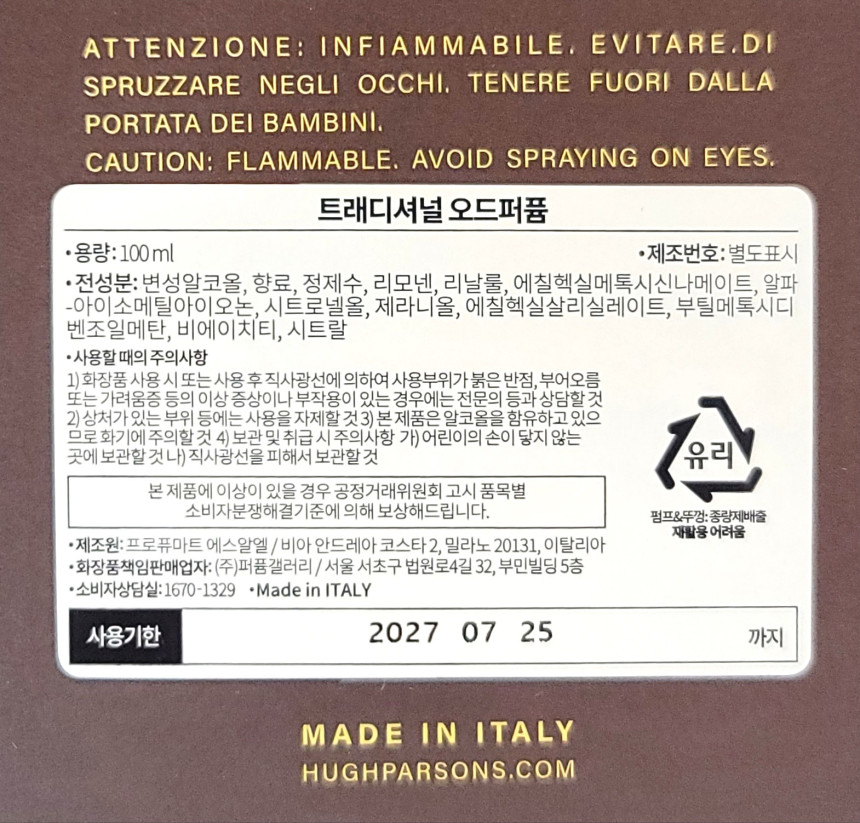 ATTENZIONE: INFIAMMABILE. EVITARE.DI
SPRUZZARE NEGLI OCCHI. TENERE FUORI DALLA
PORTATA DEI BAMBINI.
CAUTION: FLAMMABLE. AVOID SPRAYING ON EYES.
트래디셔널 오드퍼퓸
•용량: 100ml
•제조번호: 별도표시
•전성분: 변성알코올, 향료, 정제수, 리모넨, 리날룰, 에칠헥실메톡시신나메이트, 알파
-아이소메틸아이오논, 시트로넬올, 제라니올, 에칠헥실살리실레이트, 부틸메톡시디
벤조일메탄, 비에이치티, 시트랄
•사용할 때의 주의사항
1) 화장품 사용 시 또는 사용 후 직사광선에 의하여 사용부위가 붉은 반점, 부어오름
또는 가려움증 등의 이상 증상이나 부작용이 있는 경우에는 전문의 등과 상담할 것
2) 상처가 있는 부위 등에는 사용을 자제할 것 3) 본 제품은 알코올을 함유하고 있으
므로 화기에 주의할 것 4) 보관 및 취급 시 주의사항 가) 어린이의 손이 닿지 않는
곳에 보관할 것 나) 직사광선을 피해서 보관할 것
유리
펌프&뚜껑: 종량제배출
재활용 어려움
본 제품에 이상이 있을 경우 공정거래위원회 고시 품목별
소비자분쟁해결기준에 의해 보상해드립니다.
•제조원: 프로퓨마트 에스알엘 / 비아 안드레아 코스타 2, 밀라노 20131, 이탈리아
•화장품책임판매업자: (주)퍼퓸갤러리 / 서울 서초구 법원로4길 32, 부민빌딩 5층
•소비자상담실: 1670-1329 •Made in ITALY
사용기한 2027 07 25 까지
MADE IN ITALY
HUGHPARSONS.COM